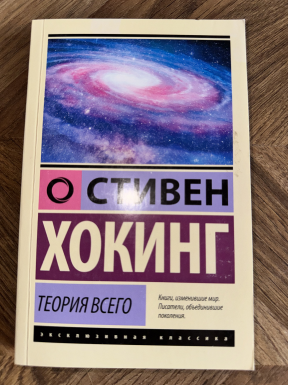 СТИВЕН
ХОКИНГ
ТЕОРИЯ ВСЕГО
Книги, изменившие мир.
Писатели, объединившие
поколения.
эксклюзивная классика